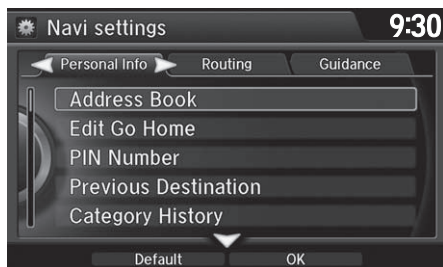 Navi settings 9:30
Personal Info Routing Guidance
Address Book
Edit Go Home
PIN Number
Previous Destination
Category History
Default OK